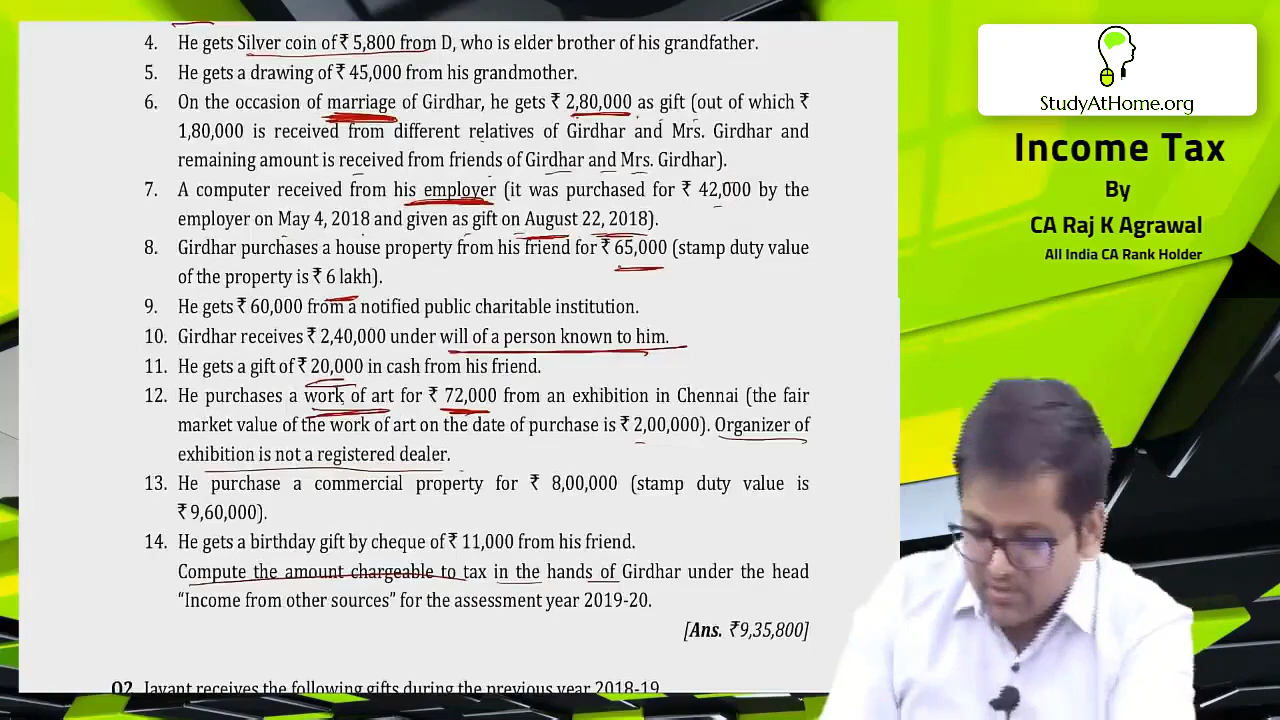 4. He gets Silver coin of ₹ 5,800 from D, who is elder brother of his grandfather.
5. He gets a drawing of ₹ 45,000 from his grandmother.
6. On the occasion of marriage of Girdhar, he gets ₹ 2,80,000 as gift (out of which ₹
1,80,000 is received from different relatives of Girdhar and Mrs. Girdhar and
remaining amount is received from friends of Girdhar and Mrs. Girdhar).
7. A computer received from his employer (it was purchased for ₹ 42,000 by the
employer on May 4, 2018 and given as gift on August 22, 2018).
8. Girdhar purchases a house property from his friend for ₹ 65,000 (stamp duty value
of the property is ₹ 6 lakh).
9. He gets ₹ 60,000 from a notified public charitable institution.
10. Girdhar receives ₹ 2,40,000 under will of a person known to him.
11. He gets a gift of ₹ 20,000 in cash from his friend.
12. He purchases a work of art for ₹ 72,000 from an exhibition in Chennai (the fair
market value of the work of art on the date of purchase is ₹ 2,00,000). Organizer of
exhibition is not a registered dealer.
13. He purchase a commercial property for ₹ 8,00,000 (stamp duty value is
₹ 9,60,000).
14. He gets a birthday gift by cheque of ₹ 11,000 from his friend.
Compute the amount chargeable to tax in the hands of Girdhar under the head
“Income from other sources” for the assessment year 2019-20.
[Ans. ₹9,35,800]
Q2. Jayant receives the following gifts during the previous year 2018-19
StudyAtHome.org
Income Tax
By
CA Raj K Agrawal
All India CA Rank Holder